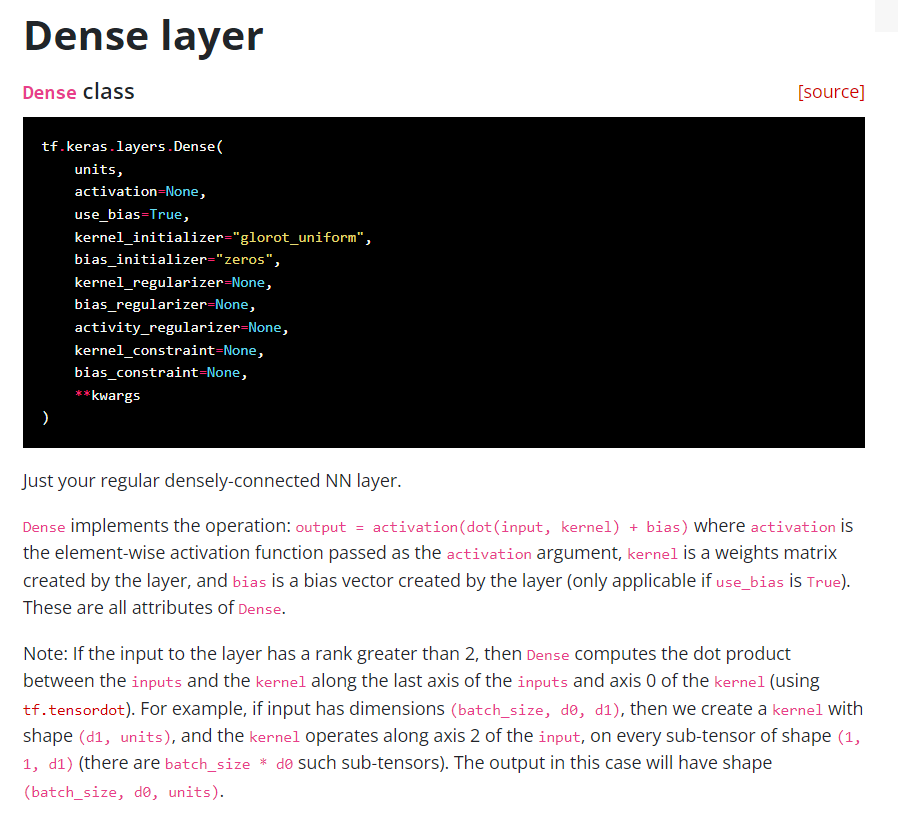 Dense layer
Dense class
[source]
tf.keras.layers.Dense(
    units,
    activation=None,
    use_bias=True,
    kernel_initializer="glorot_uniform",
    bias_initializer="zeros",
    kernel_regularizer=None,
    bias_regularizer=None,
    activity_regularizer=None,
    kernel_constraint=None,
    bias_constraint=None,
    **kwargs
)
Just your regular densely-connected NN layer.
Dense implements the operation: output = activation(dot(input, kernel) + bias) where activation is
the element-wise activation function passed as the activation argument, kernel is a weights matrix
created by the layer, and bias is a bias vector created by the layer (only applicable if use_bias is True).
These are all attributes of Dense.
Note: If the input to the layer has a rank greater than 2, then Dense computes the dot product
between the inputs and the kernel along the last axis of the inputs and axis 0 of the kernel (using
tf.tensordot). For example, if input has dimensions (batch_size, d0, d1), then we create a kernel with
shape (d1, units), and the kernel operates along axis 2 of the input, on every sub-tensor of shape (1,
1, d1) (there are batch_size * d0 such sub-tensors). The output in this case will have shape
(batch_size, d0, units).